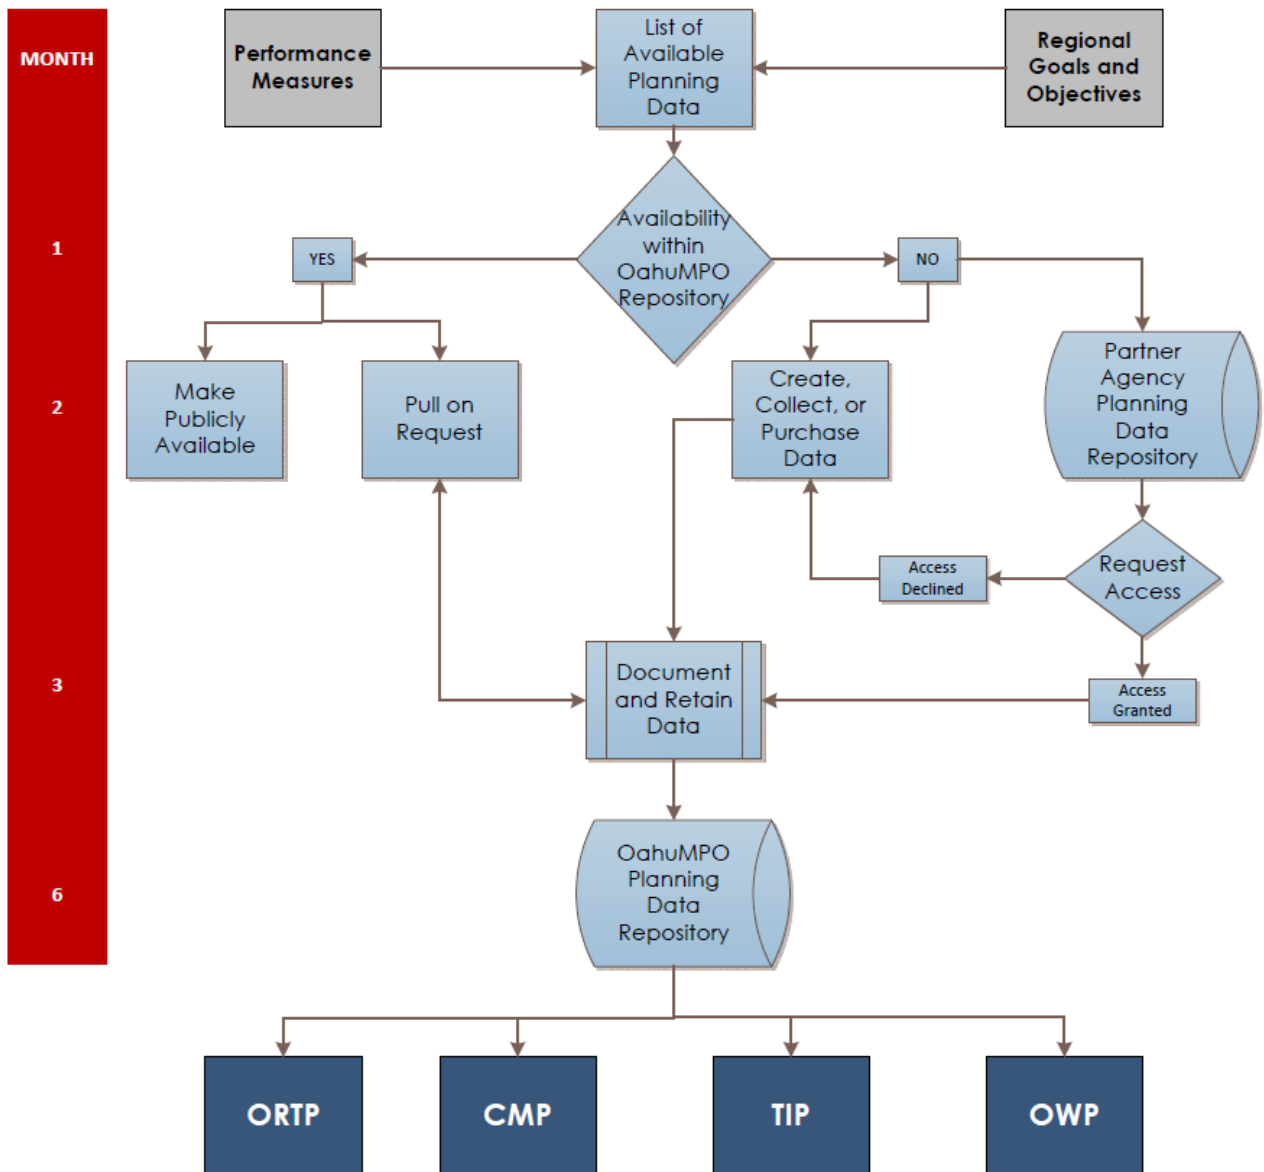 MONTH
Performance
Measures
List of
Available
Planning
Data
Regional
Goals and
Objectives
1
YES
Availability
within
OahuMPO
Repository
NO
2
Make
Publicly
Available
Pull on
Request
Create,
Collect, or
Purchase
Data
Partner
Agency
Planning
Data
Repository
Access
Declined
Request
Access
3
Document
and Retain
Data
Access
Granted
6
OahuMPO
Planning
Data
Repository
ORTP
CMP
TIP
OWP